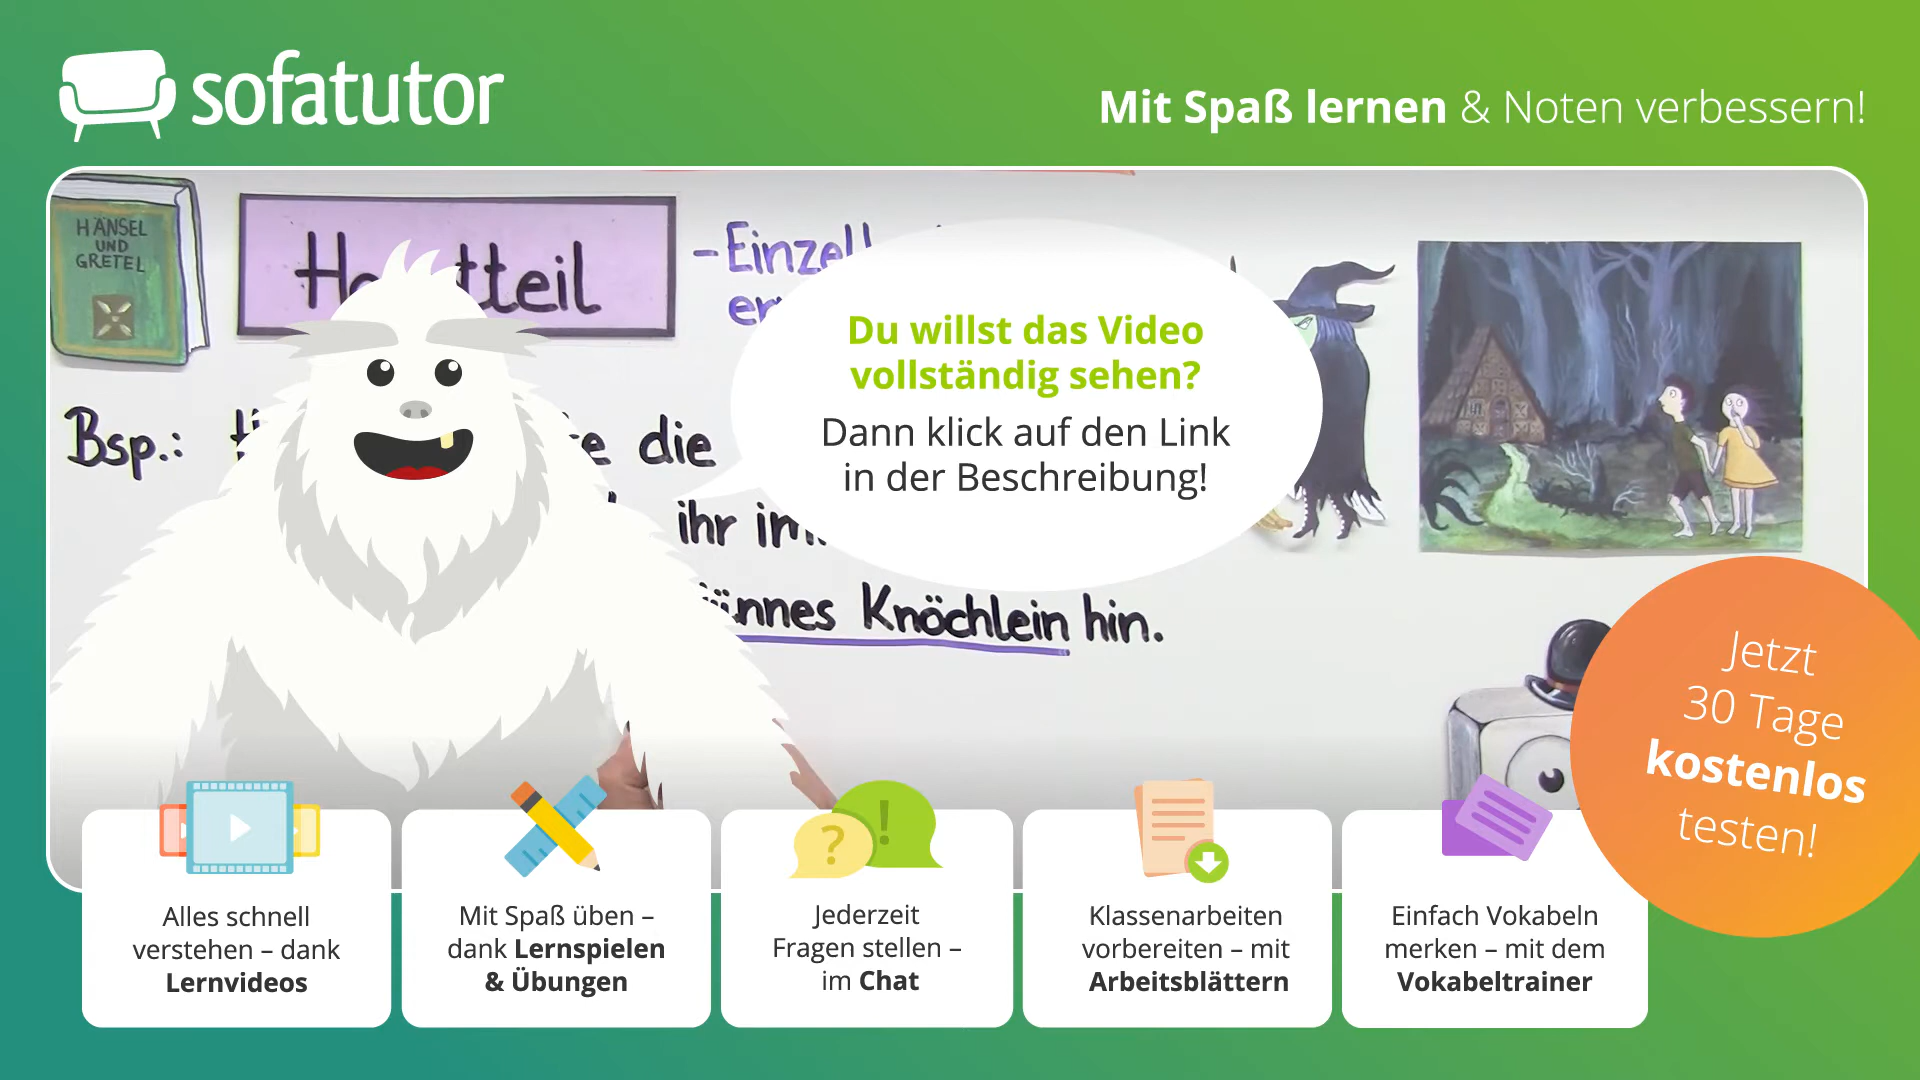 sofatutor
Mit Spaß lernen & Noten verbessern!
HÄNSEL
UND
GRETEL
Du willst das Video
vollständig sehen?
Dann klick auf den Link
in der Beschreibung!
Bsp.: die
ihr
Knöchlein hin.
Jetzt
30 Tage
kostenlos
testen!
Alles schnell
verstehen – dank
Lernvideos
Mit Spaß üben –
dank Lernspielen
& Übungen
Jederzeit
Fragen stellen –
im Chat
Klassenarbeiten
vorbereiten – mit
Arbeitsblättern
Einfach Vokabeln
merken – mit dem
Vokabeltrainer